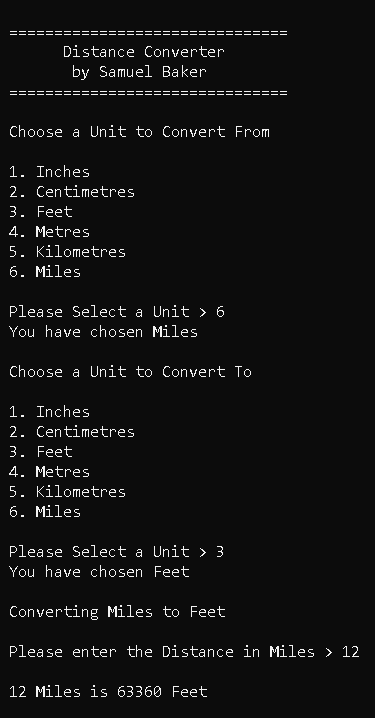 ===============================
Distance Converter
by Samuel Baker
===============================
Choose a Unit to Convert From
1. Inches
2. Centimetres
3. Feet
4. Metres
5. Kilometres
6. Miles
Please Select a Unit > 6
You have chosen Miles
Choose a Unit to Convert To
1. Inches
2. Centimetres
3. Feet
4. Metres
5. Kilometres
6. Miles
Please Select a Unit > 3
You have chosen Feet
Converting Miles to Feet
Please enter the Distance in Miles > 12
12 Miles is 63360 Feet